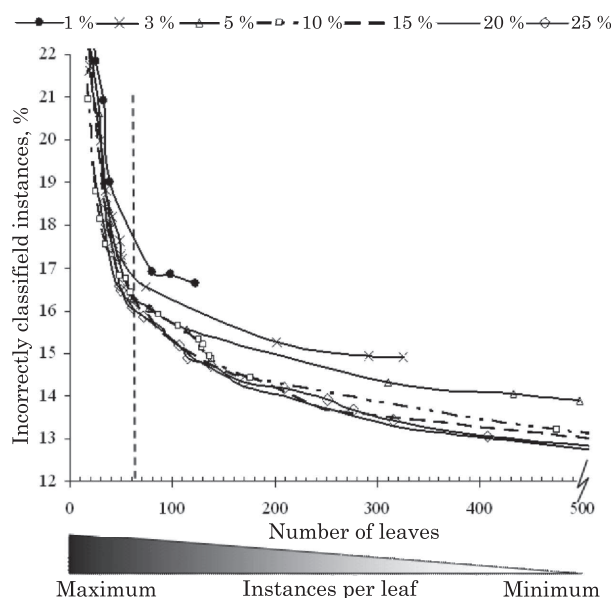 1 % 3 % 5 % 10 % 15 % 20 % 25 %
Incorrectly classifield instances, %
22
21
20
19
18
17
16
15
14
13
12
0 100 200 300 400 500
Number of leaves
Maximum Instances per leaf Minimum